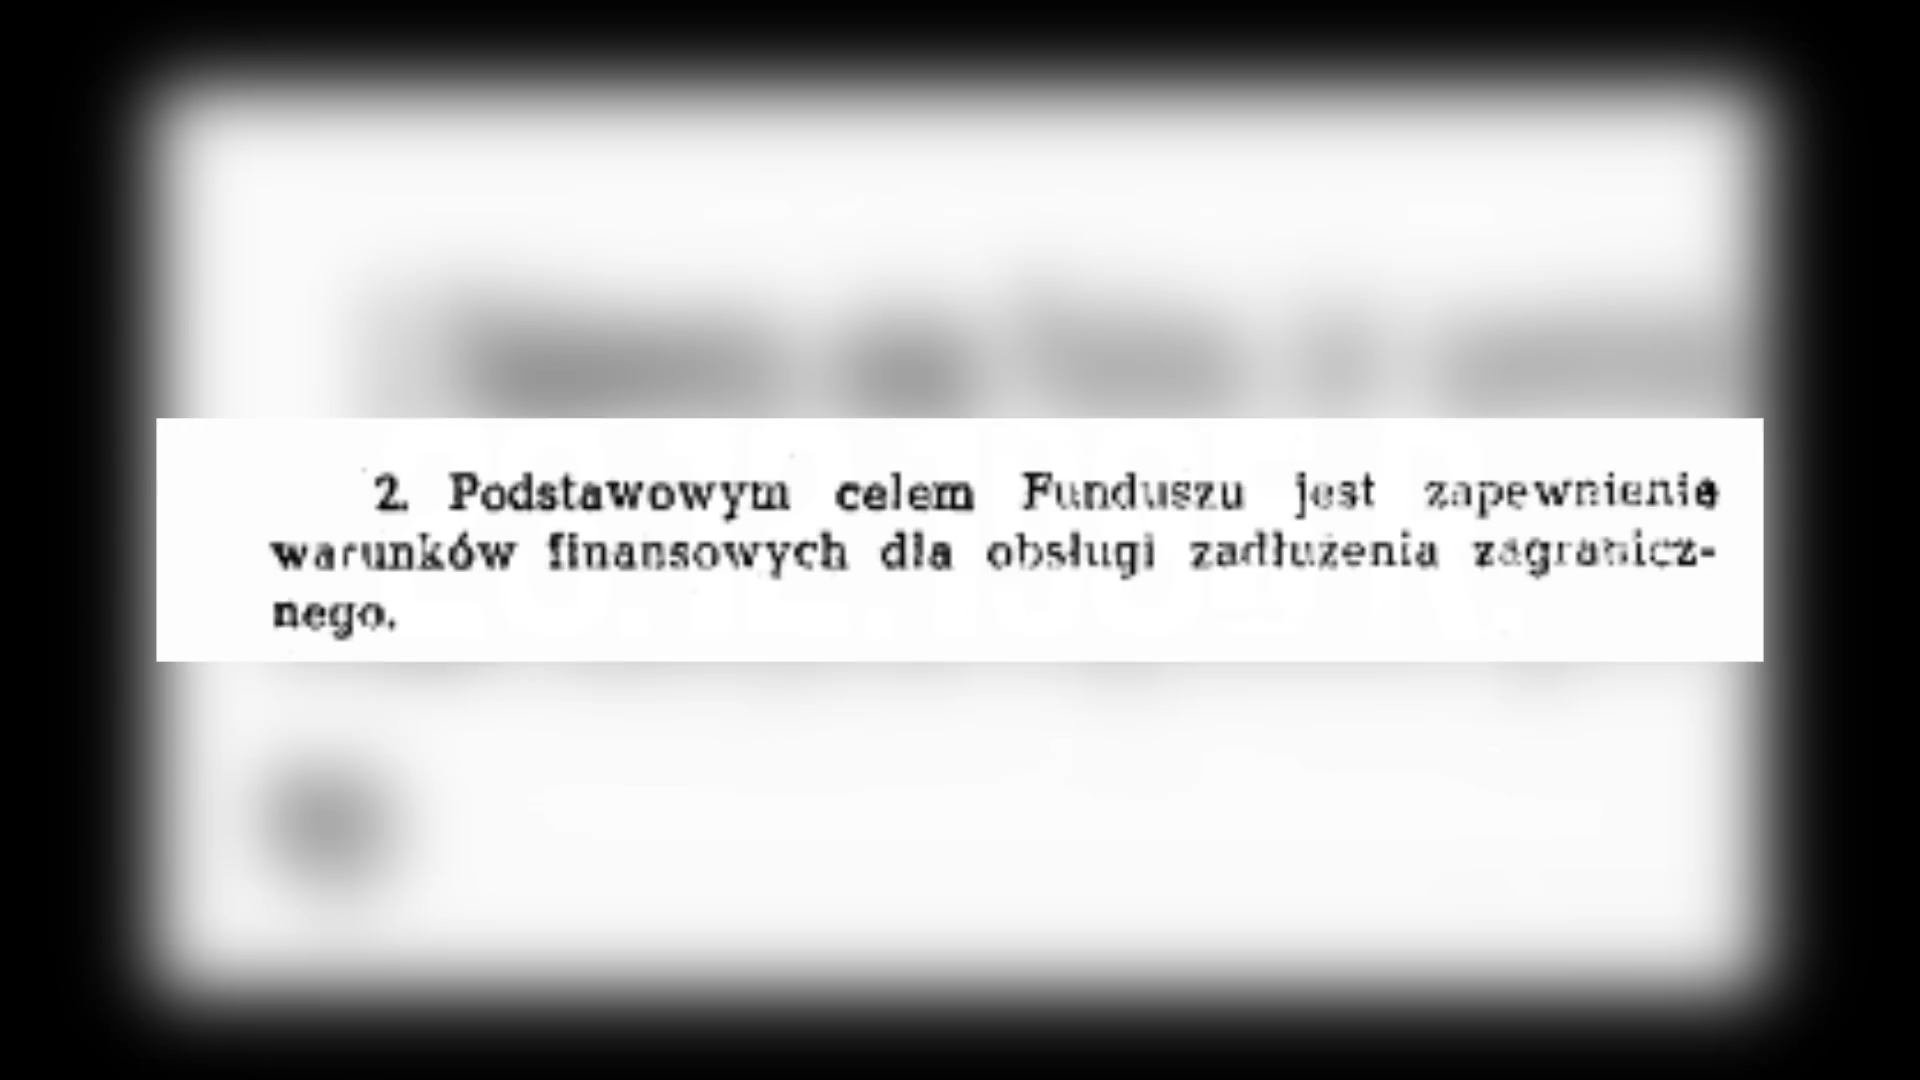 2. Podstawowym celem Funduszu jest zapewnienie
warunków finansowych dla obsługi zadłużenia zagranicz-
nego.